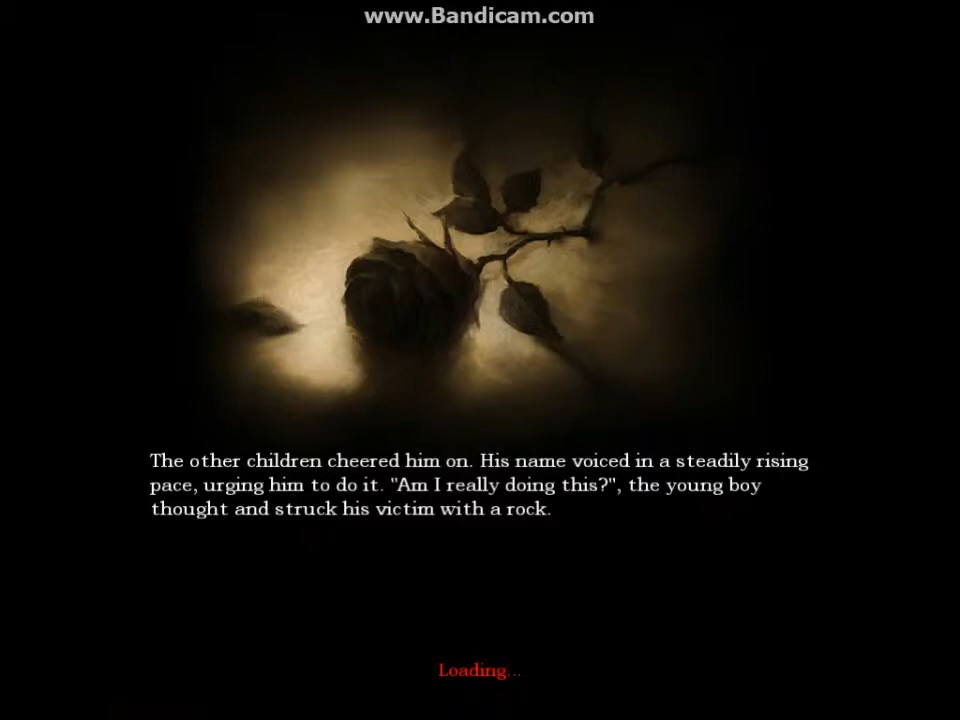 www.Bandicam.com
The other children cheered him on. His name voiced in a steadily rising
pace, urging him to do it. "Am I really doing this?", the young boy
thought and struck his victim with a rock.
Loading...